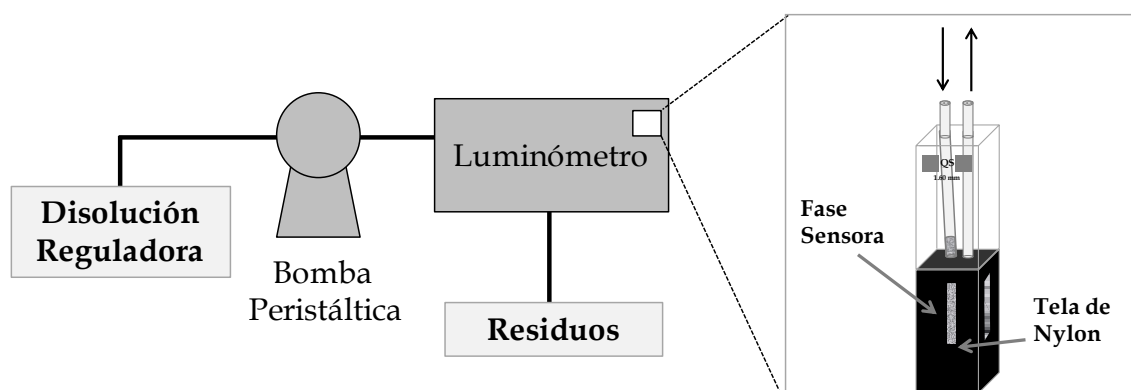 Disolución
Reguladora
Bomba
Peristáltica
Luminómetro
Residuos
QS
1.60 mm
Fase
Sensora
Tela de
Nylon